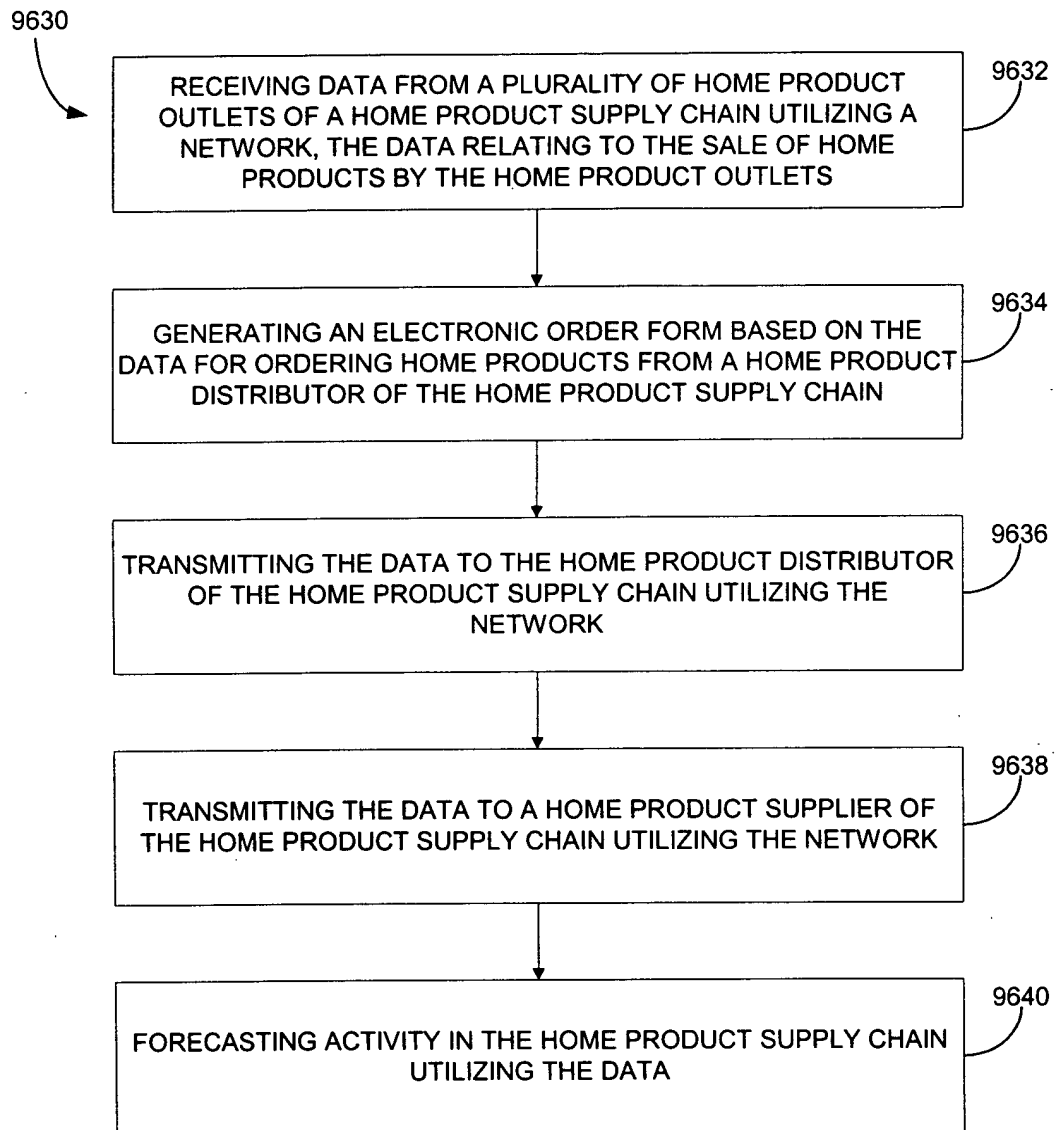 9630
RECEIVING DATA FROM A PLURALITY OF HOME PRODUCT
OUTLETS OF A HOME PRODUCT SUPPLY CHAIN UTILIZING A
NETWORK, THE DATA RELATING TO THE SALE OF HOME
PRODUCTS BY THE HOME PRODUCT OUTLETS
9632
GENERATING AN ELECTRONIC ORDER FORM BASED ON THE
DATA FOR ORDERING HOME PRODUCTS FROM A HOME PRODUCT
DISTRIBUTOR OF THE HOME PRODUCT SUPPLY CHAIN
9634
TRANSMITTING THE DATA TO THE HOME PRODUCT DISTRIBUTOR
OF THE HOME PRODUCT SUPPLY CHAIN UTILIZING THE
NETWORK
9636
TRANSMITTING THE DATA TO A HOME PRODUCT SUPPLIER OF
THE HOME PRODUCT SUPPLY CHAIN UTILIZING THE NETWORK
9638
FORECASTING ACTIVITY IN THE HOME PRODUCT SUPPLY CHAIN
UTILIZING THE DATA
9640